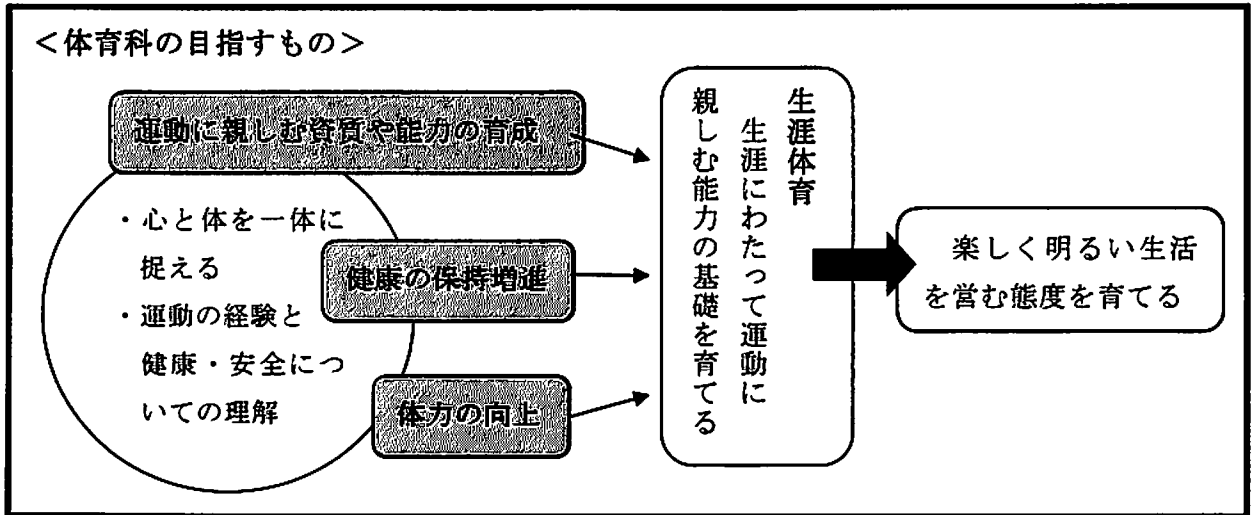 ＜体育科の目指すもの＞
運動に親しむ資質や能力の育成
・心と体を一体に
捉える
・運動の経験と
健康・安全につ
いての理解
健康の保持増進
体力の向上
生涯体育
生涯にわたって運動に
親しむ能力の基礎を育てる
楽しく明るい生活
を営む態度を育てる